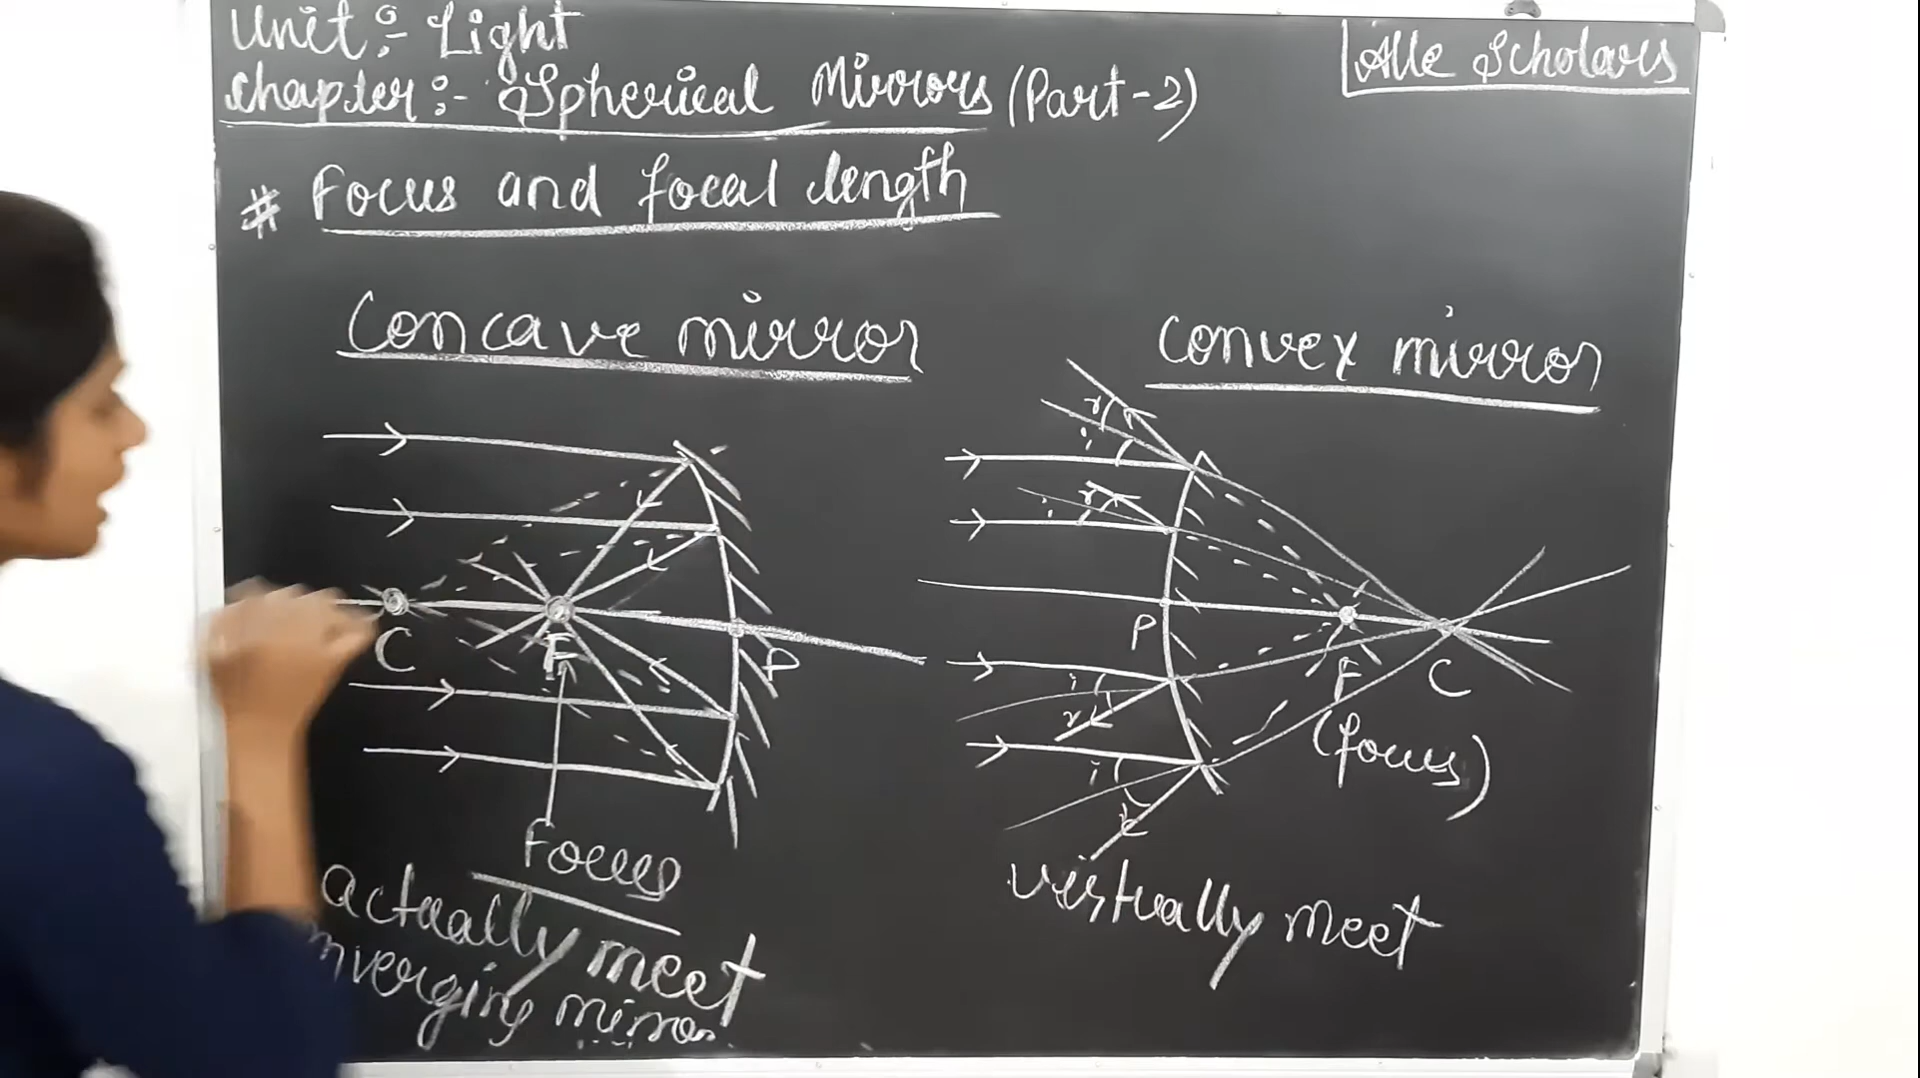 Unit:- Light
Alle Scholars
Chapter:- Spherical Mirrors (Part-2)
# Focus and focal length
Concave mirror
convex mirror
r
i
r
i
C
F
P
P
F
C
i
r
(focus)
i
r
Focus
actually meet
virtually meet
nverging mirror